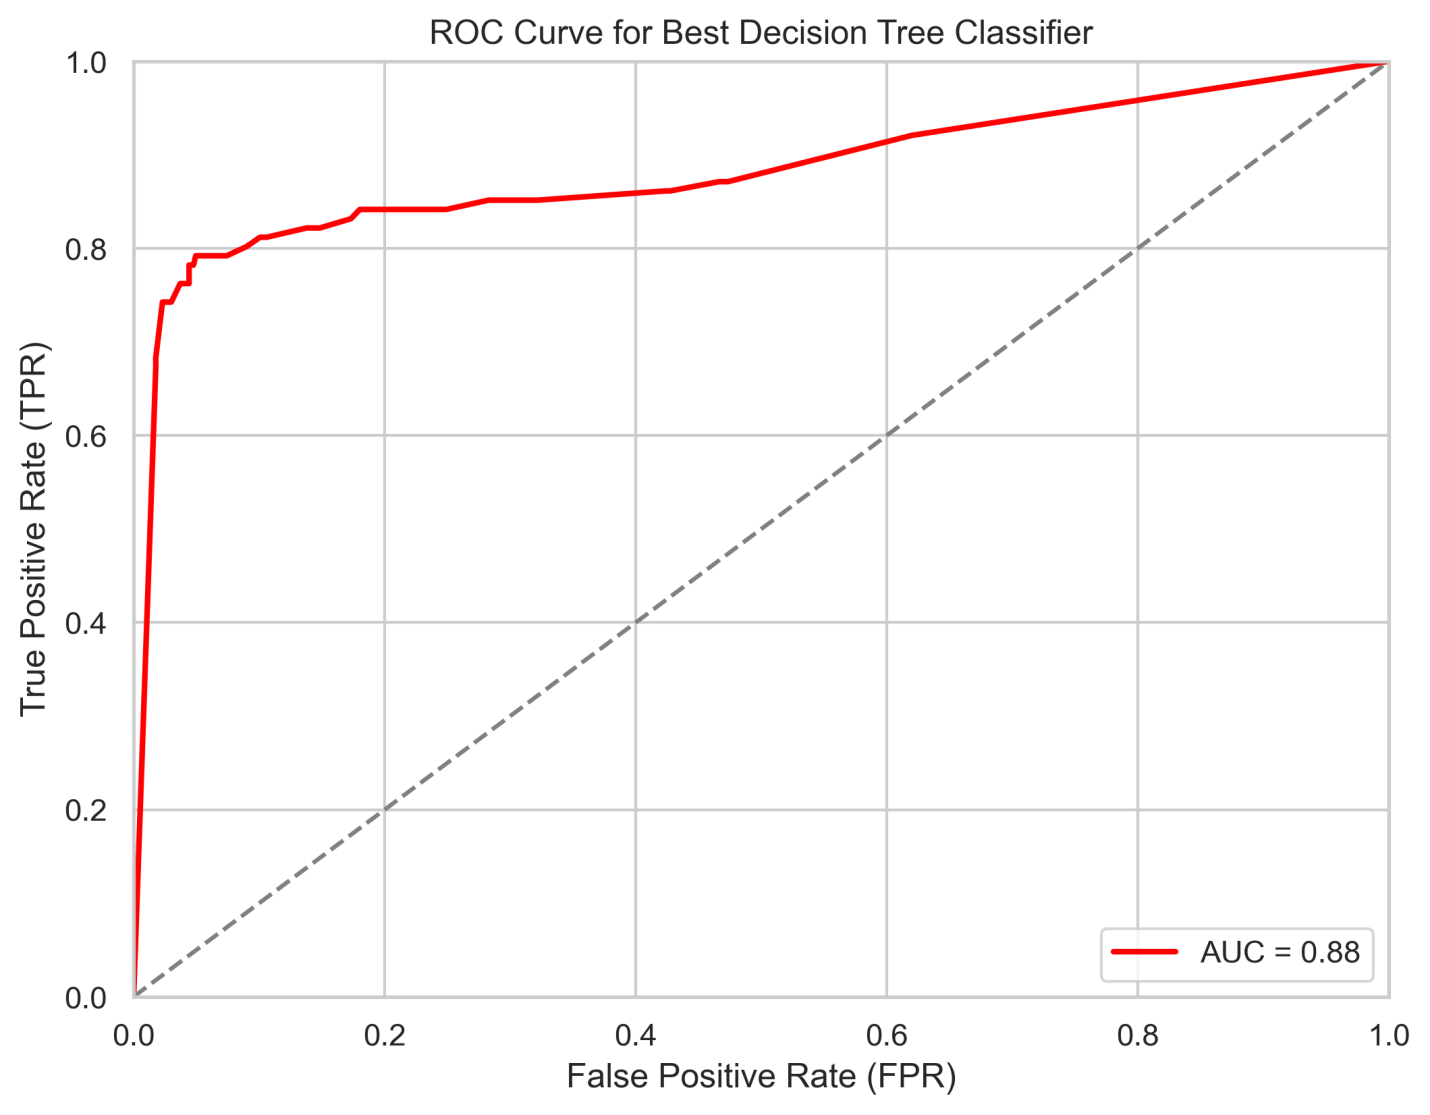 ROC Curve for Best Decision Tree Classifier
1.0
0.8
0.6
0.4
0.2
0.0
True Positive Rate (TPR)
AUC = 0.88
0.0 0.2 0.4 0.6 0.8 1.0
False Positive Rate (FPR)